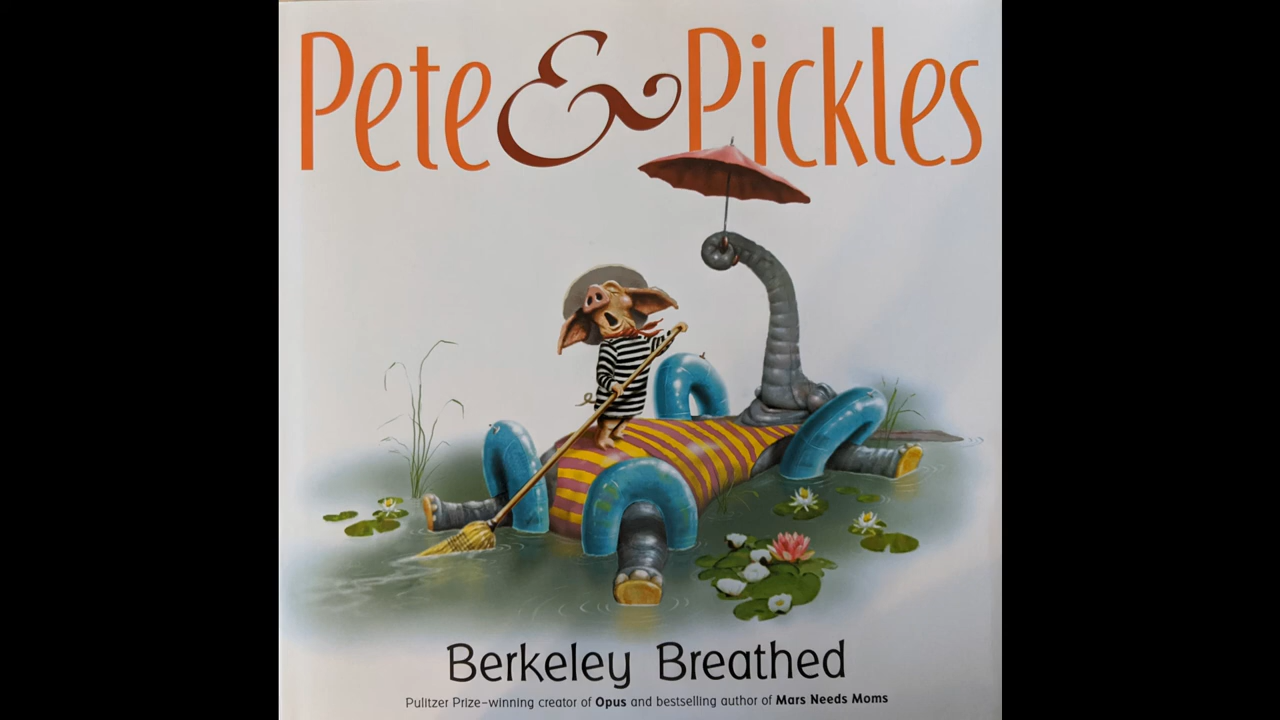 Pete & Pickles
Berkeley Breathed
Pulitzer Prize-winning creator of Opus and bestselling author of Mars Needs Moms